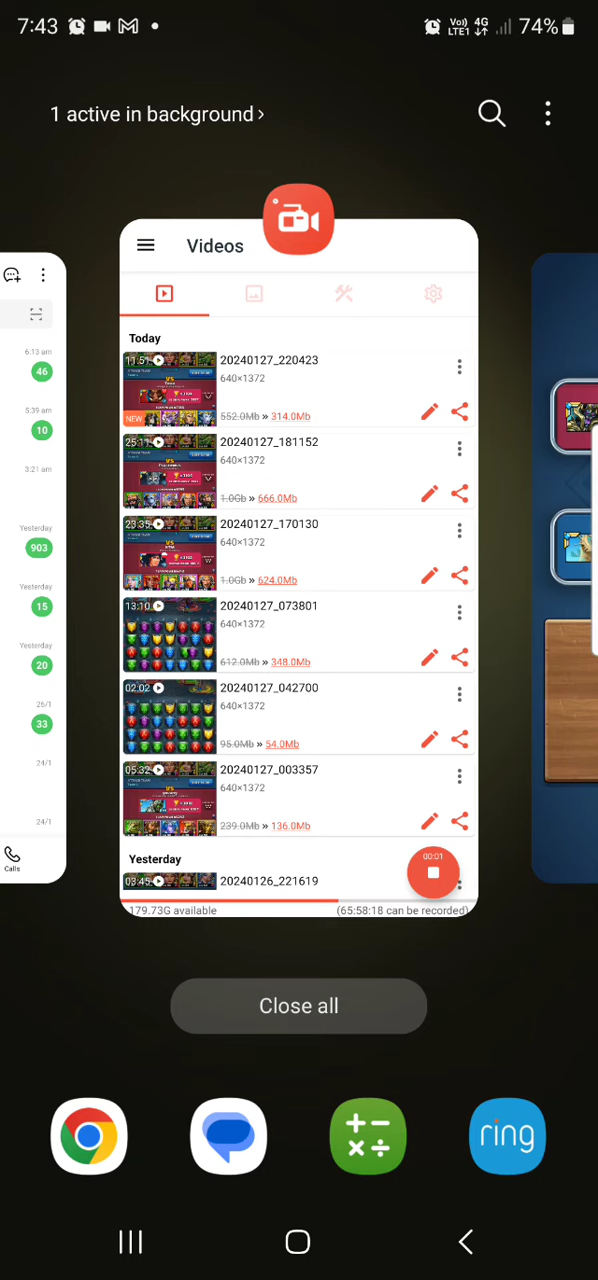 7:43
Vo)) 4G 74%
LTE1
1 active in background >
Videos
6:13 am
46
5:39 am
10
3:21 am
Yesterday
903
Yesterday
15
Yesterday
20
26/1
33
24/1
24/1
Calls
Today
11:51
20240127_220423
640×1372
NEW
552.0Mb » 314.0Mb
25:11
20240127_181152
640×1372
1.0Gb » 666.0Mb
23:35
20240127_170130
640×1372
1.0Gb » 624.0Mb
13:10
20240127_073801
640×1372
612.0Mb » 348.0Mb
02:02
20240127_042700
640×1372
95.0Mb » 54.0Mb
05:32
20240127_003357
640×1372
239.0Mb » 136.0Mb
Yesterday
00:01
03:45
20240126_221619
179.73G available (65:58:18 can be recorded)
Close all
ring